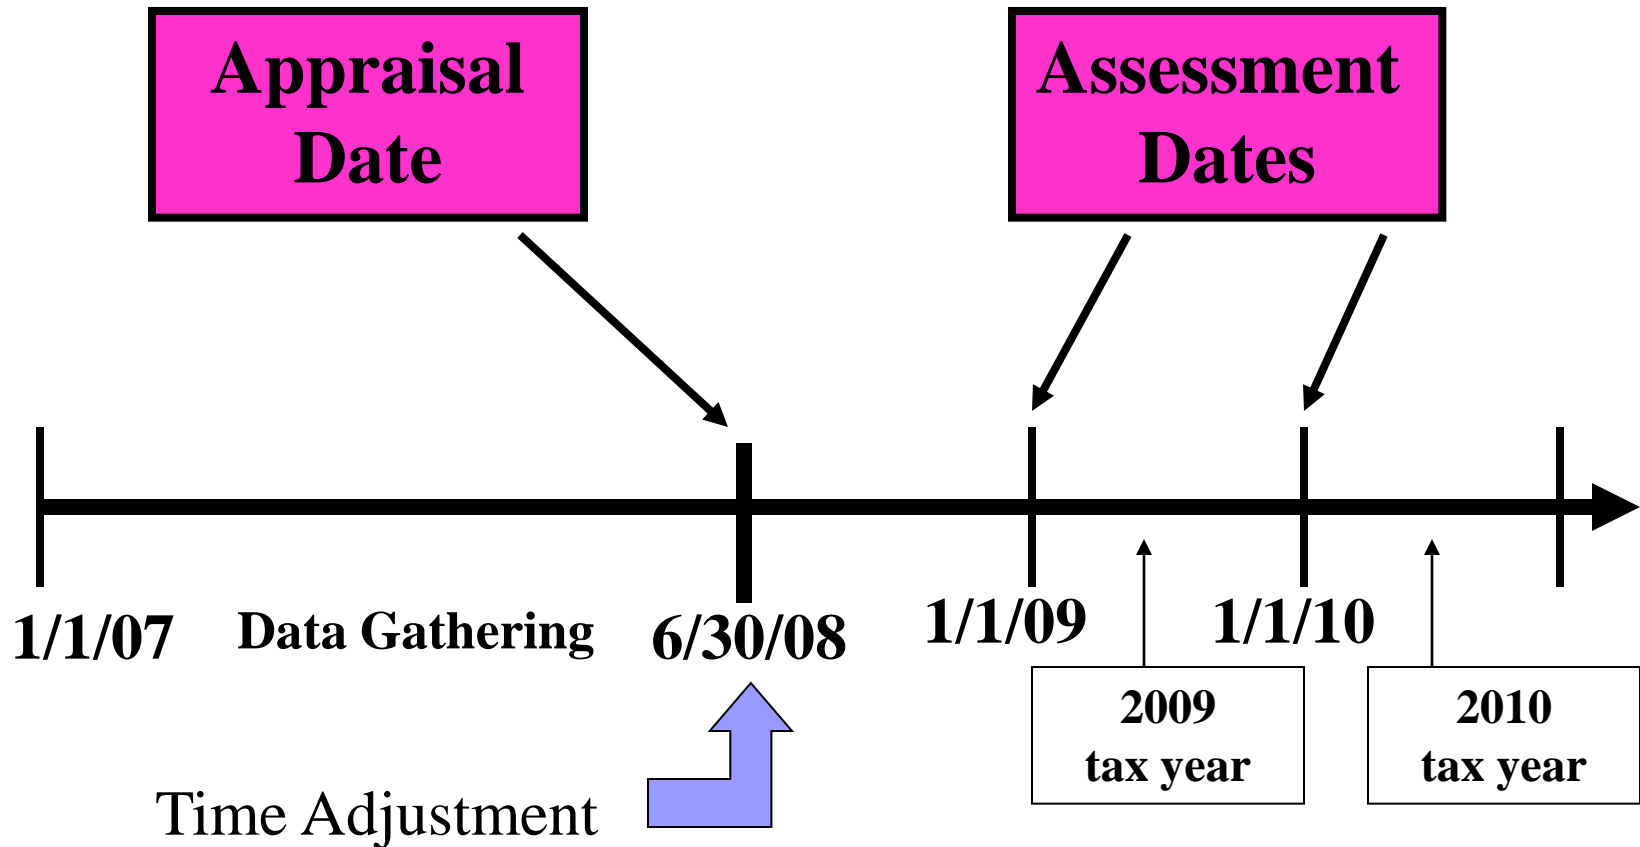 Appraisal
Date
Assessment
Dates
1/1/07
Data Gathering
6/30/08
1/1/09
1/1/10
2009
tax year
2010
tax year
Time Adjustment